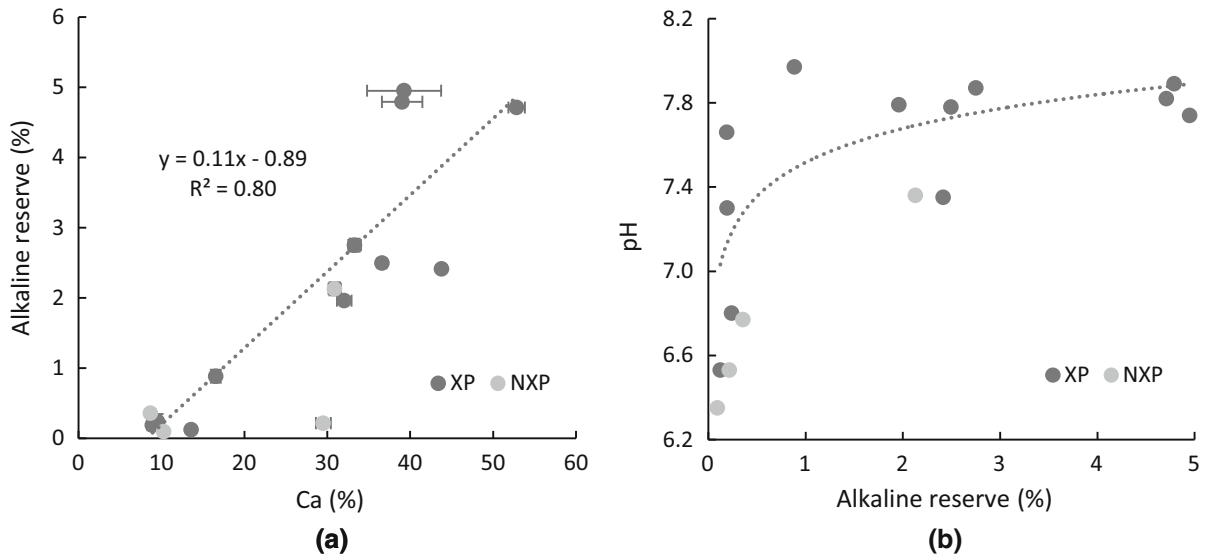 6
5
4
3
2
1
0
Alkaline reserve (%)
y = 0.11x - 0.89
R² = 0.80
XP NXP
0 10 20 30 40 50 60
Ca (%)
(a)
8.2
7.8
7.4
7.0
6.6
6.2
pH
XP NXP
0 1 2 3 4 5
Alkaline reserve (%)
(b)